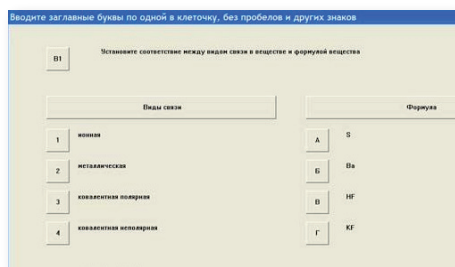 Вводите заглавные буквы по одной в клеточку, без пробелов и других знаков
В1 Установите соответствие между видом связи в веществе и формулой вещества
Виды связи Формула
1 ионная А S
2 металлическая Б Ba
3 ковалентная полярная В HF
4 ковалентная неполярная Г KF